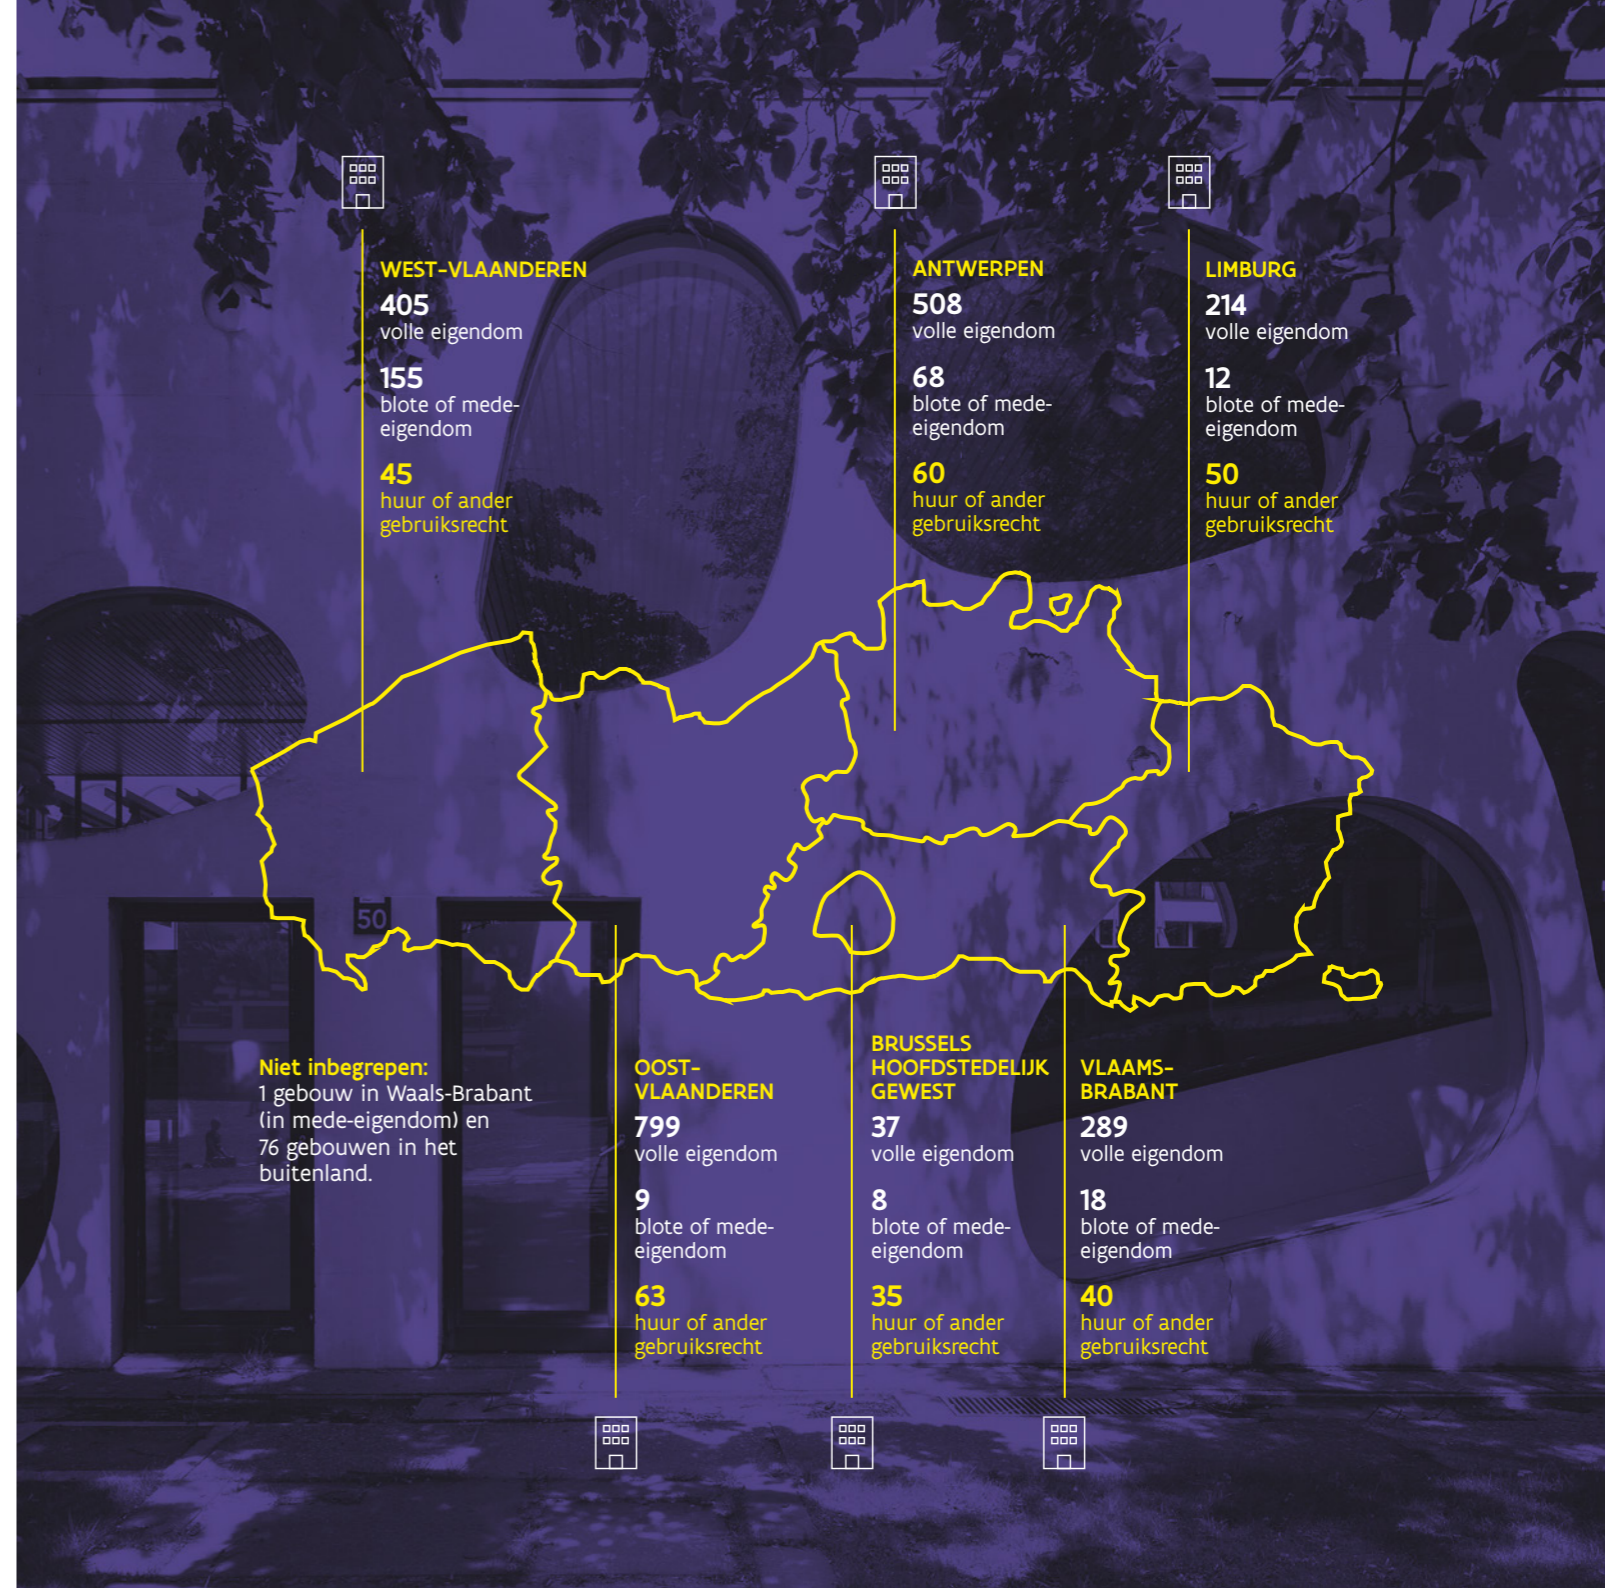 WEST-VLAANDEREN
405
volle eigendom
155
blote of mede-
eigendom
45
huur of ander
gebruiksrecht
ANTWERPEN
508
volle eigendom
68
blote of mede-
eigendom
60
huur of ander
gebruiksrecht
LIMBURG
214
volle eigendom
12
blote of mede-
eigendom
50
huur of ander
gebruiksrecht
50
Niet inbegrepen:
1 gebouw in Waals-Brabant
(in mede-eigendom) en
76 gebouwen in het
buitenland.
OOST-
VLAANDEREN
799
volle eigendom
9
blote of mede-
eigendom
63
huur of ander
gebruiksrecht
BRUSSELS
HOOFDSTEDELIJK
GEWEST
37
volle eigendom
8
blote of mede-
eigendom
35
huur of ander
gebruiksrecht
VLAAMS-
BRABANT
289
volle eigendom
18
blote of mede-
eigendom
40
huur of ander
gebruiksrecht